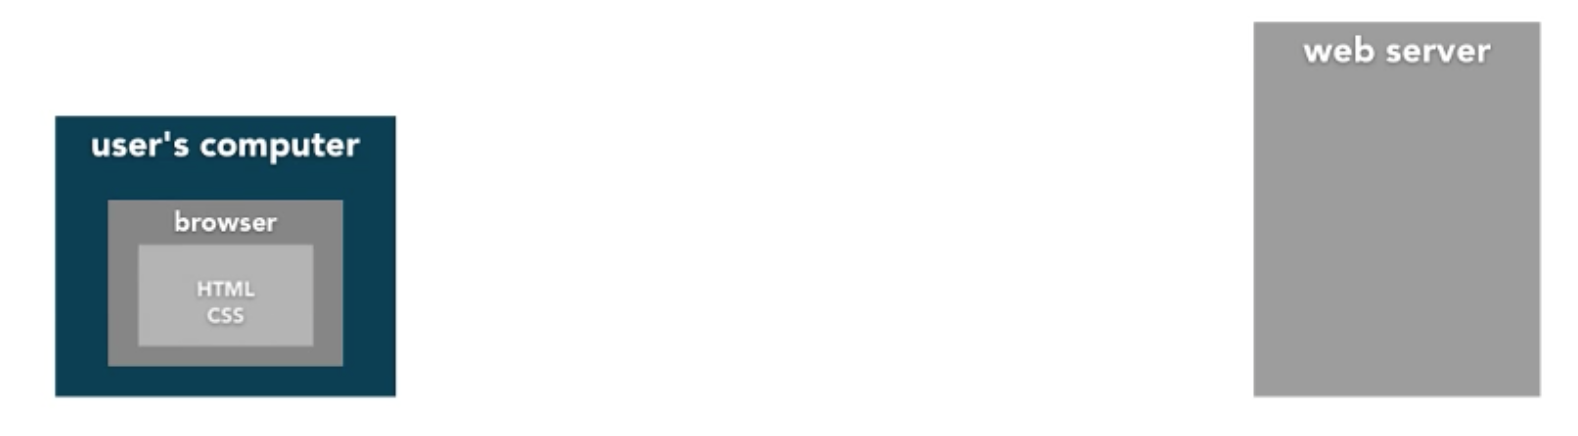 web server
user's computer
browser
HTML
CSS